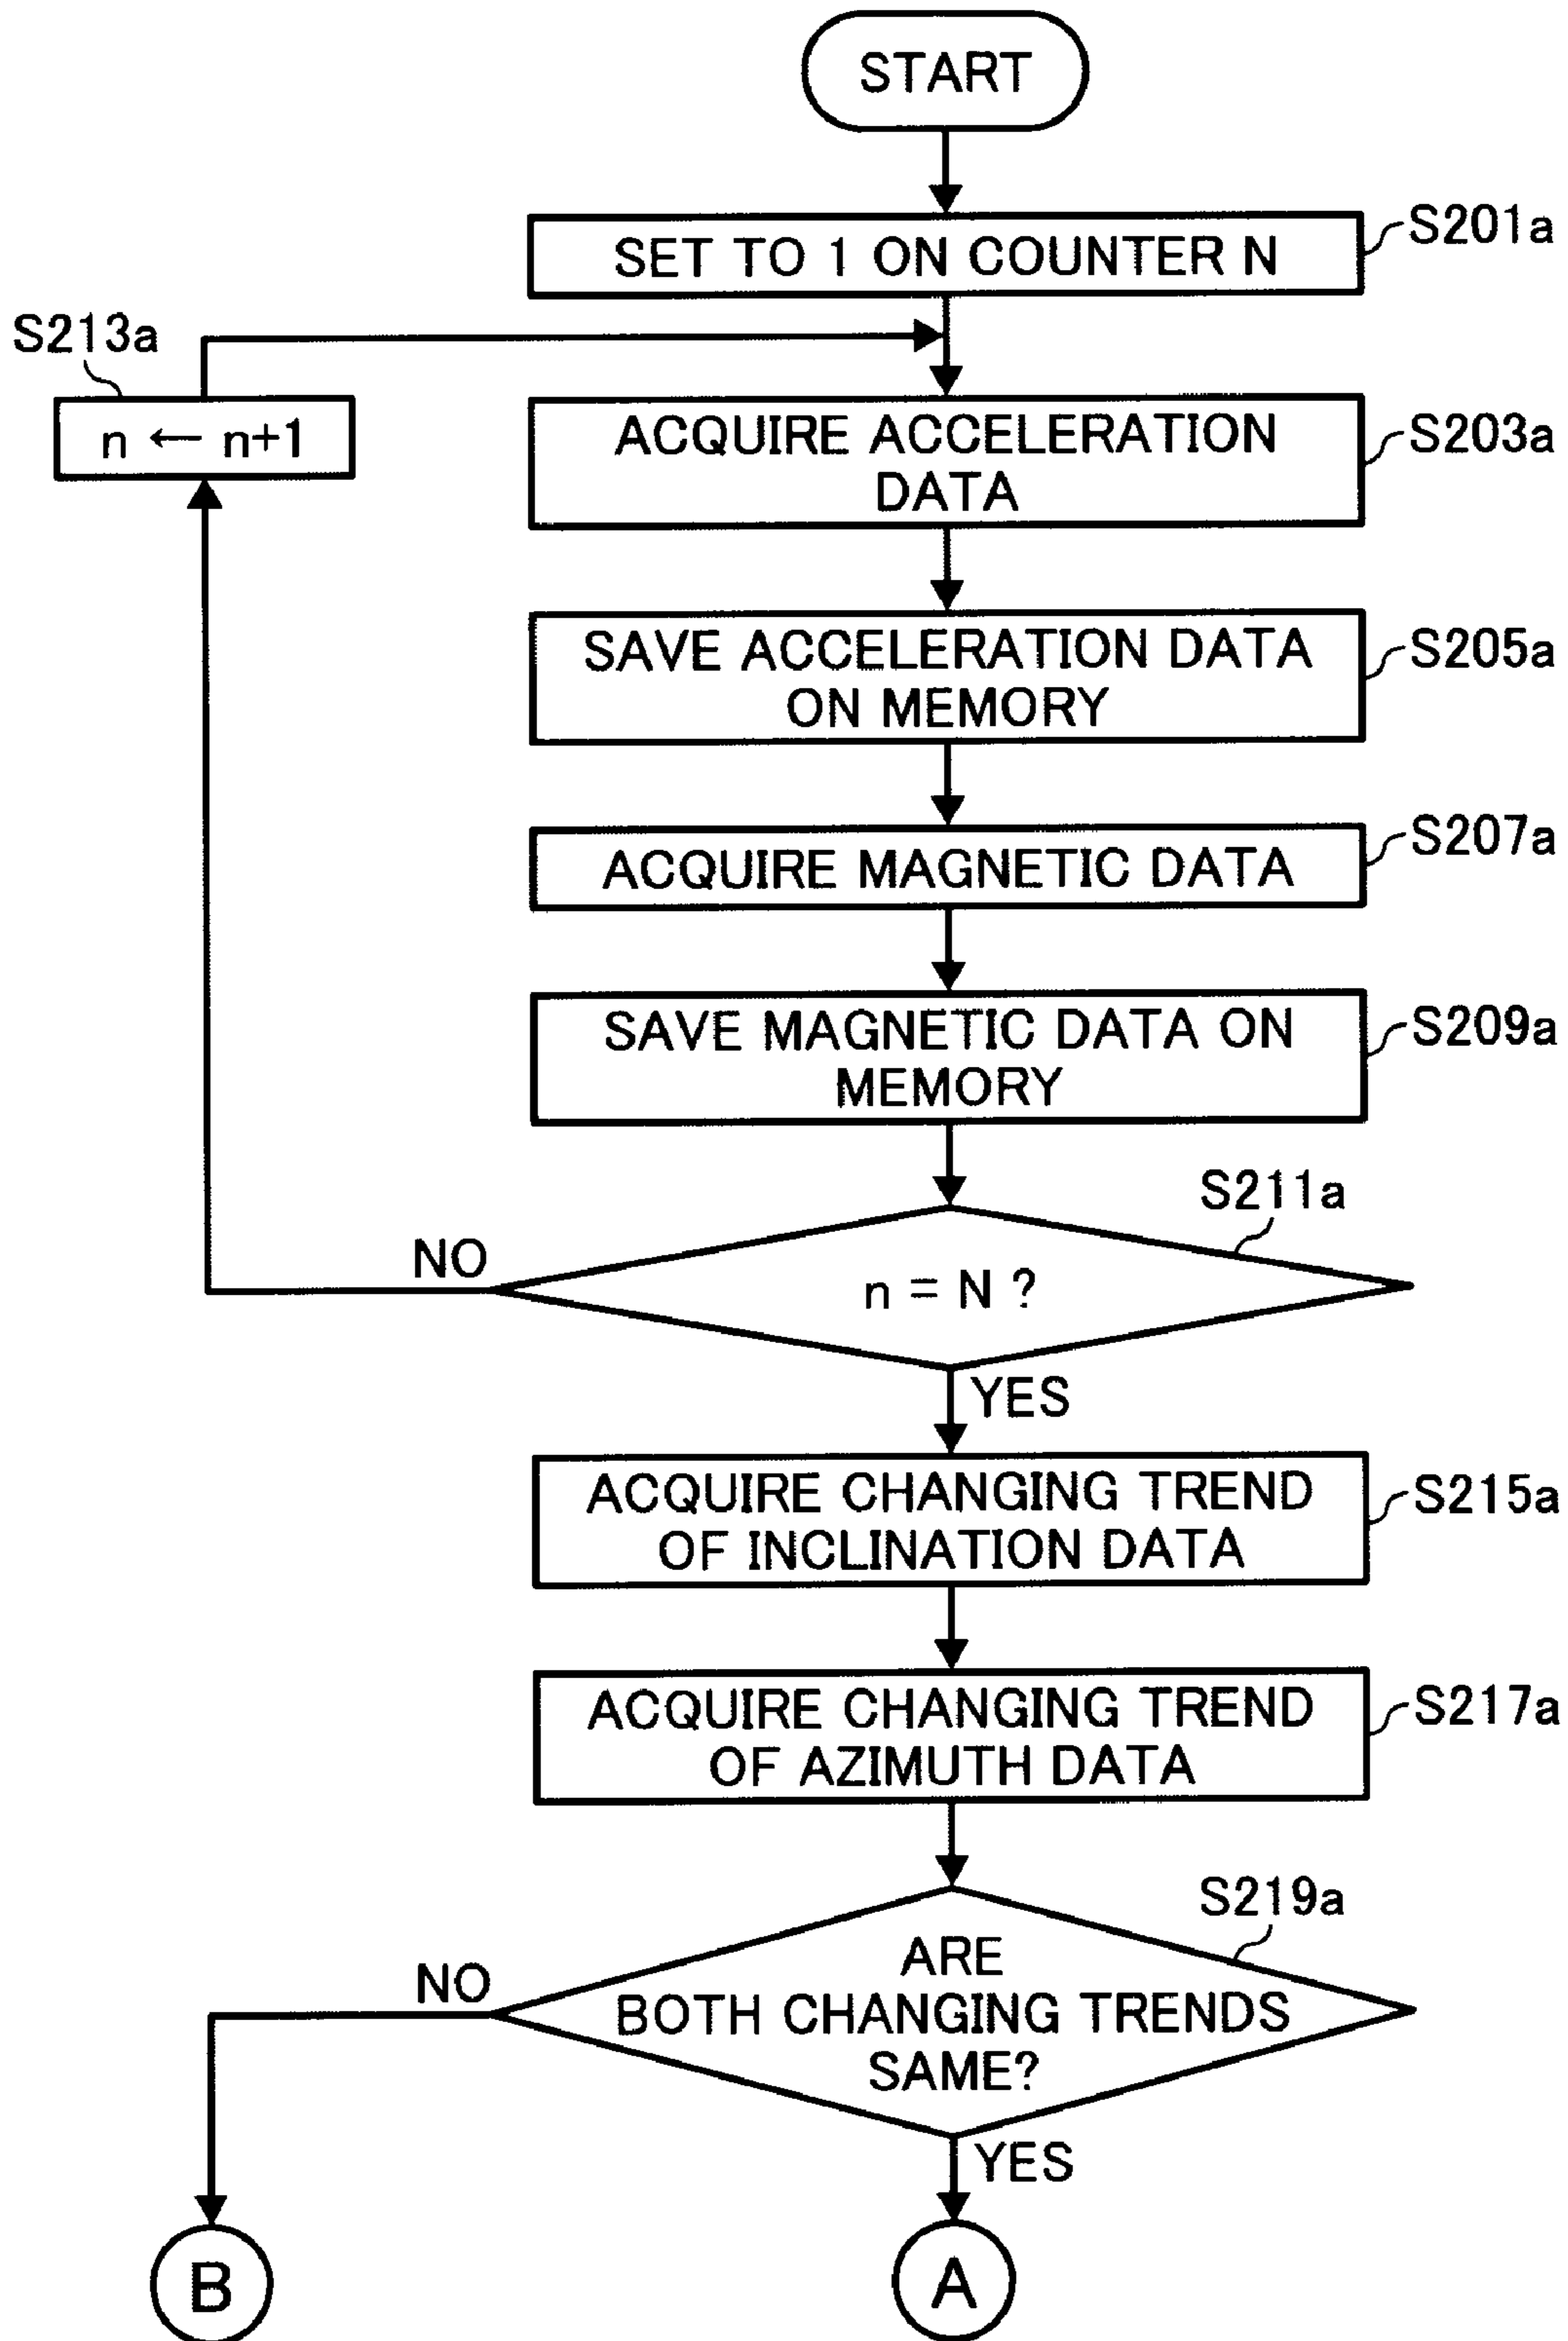 START
SET TO 1 ON COUNTER N
S201a
S213a
n ← n+1
ACQUIRE ACCELERATION
DATA
S203a
SAVE ACCELERATION DATA
ON MEMORY
S205a
ACQUIRE MAGNETIC DATA
S207a
SAVE MAGNETIC DATA ON
MEMORY
S209a
S211a
NO
n = N ?
YES
ACQUIRE CHANGING TREND
OF INCLINATION DATA
S215a
ACQUIRE CHANGING TREND
OF AZIMUTH DATA
S217a
S219a
NO
ARE
BOTH CHANGING TRENDS
SAME?
YES
B
A